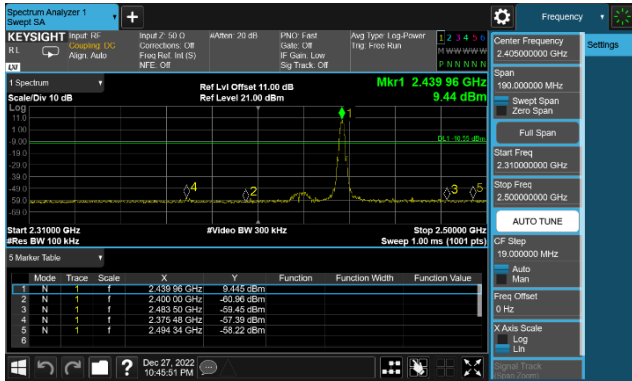 Spectrum Analyzer 1
Swept SA
Frequency
KEYSIGHT
Input: RF
Coupling: DC
Align: Auto
Input Z: 50 Ω
Corrections: Off
Freq Ref: Int (S)
NFE: Off
#Atten: 20 dB
PNO: Fast
Gate: Off
IF Gain: Low
Sig Track: Off
Avg Type: Log-Power
Trig: Free Run
1 2 3 4 5 6
M W W W W W
P N N N N N
R L
LXI
1 Spectrum
Scale/Div 10 dB
Ref Lvl Offset 11.00 dB
Ref Level 21.00 dBm
Mkr1 2.439 96 GHz
9.44 dBm
Log
11.0
1.00
-9.00
-19.0
-29.0
-39.0
-49.0
-59.0
-69.0
DL1 -10.55 dBm
1
4
2
3
5
Start 2.31000 GHz
#Res BW 100 kHz
#Video BW 300 kHz
Stop 2.50000 GHz
Sweep 1.00 ms (1001 pts)
5 Marker Table
Mode Trace Scale X Y Function Function Width Function Value
1 N 1 f 2.439 96 GHz 9.445 dBm
2 N 1 f 2.400 00 GHz -60.96 dBm
3 N 1 f 2.483 50 GHz -59.45 dBm
4 N 1 f 2.375 48 GHz -57.39 dBm
5 N 1 f 2.494 34 GHz -58.22 dBm
6
Dec 27, 2022
10:45:51 PM
Center Frequency
2.405000000 GHz
Settings
Span
190.000000 MHz
Swept Span
Zero Span
Full Span
Start Freq
2.310000000 GHz
Stop Freq
2.500000000 GHz
AUTO TUNE
CF Step
19.000000 MHz
Auto
Man
Freq Offset
0 Hz
X Axis Scale
Log
Lin
Signal Track
(Span Zoom)